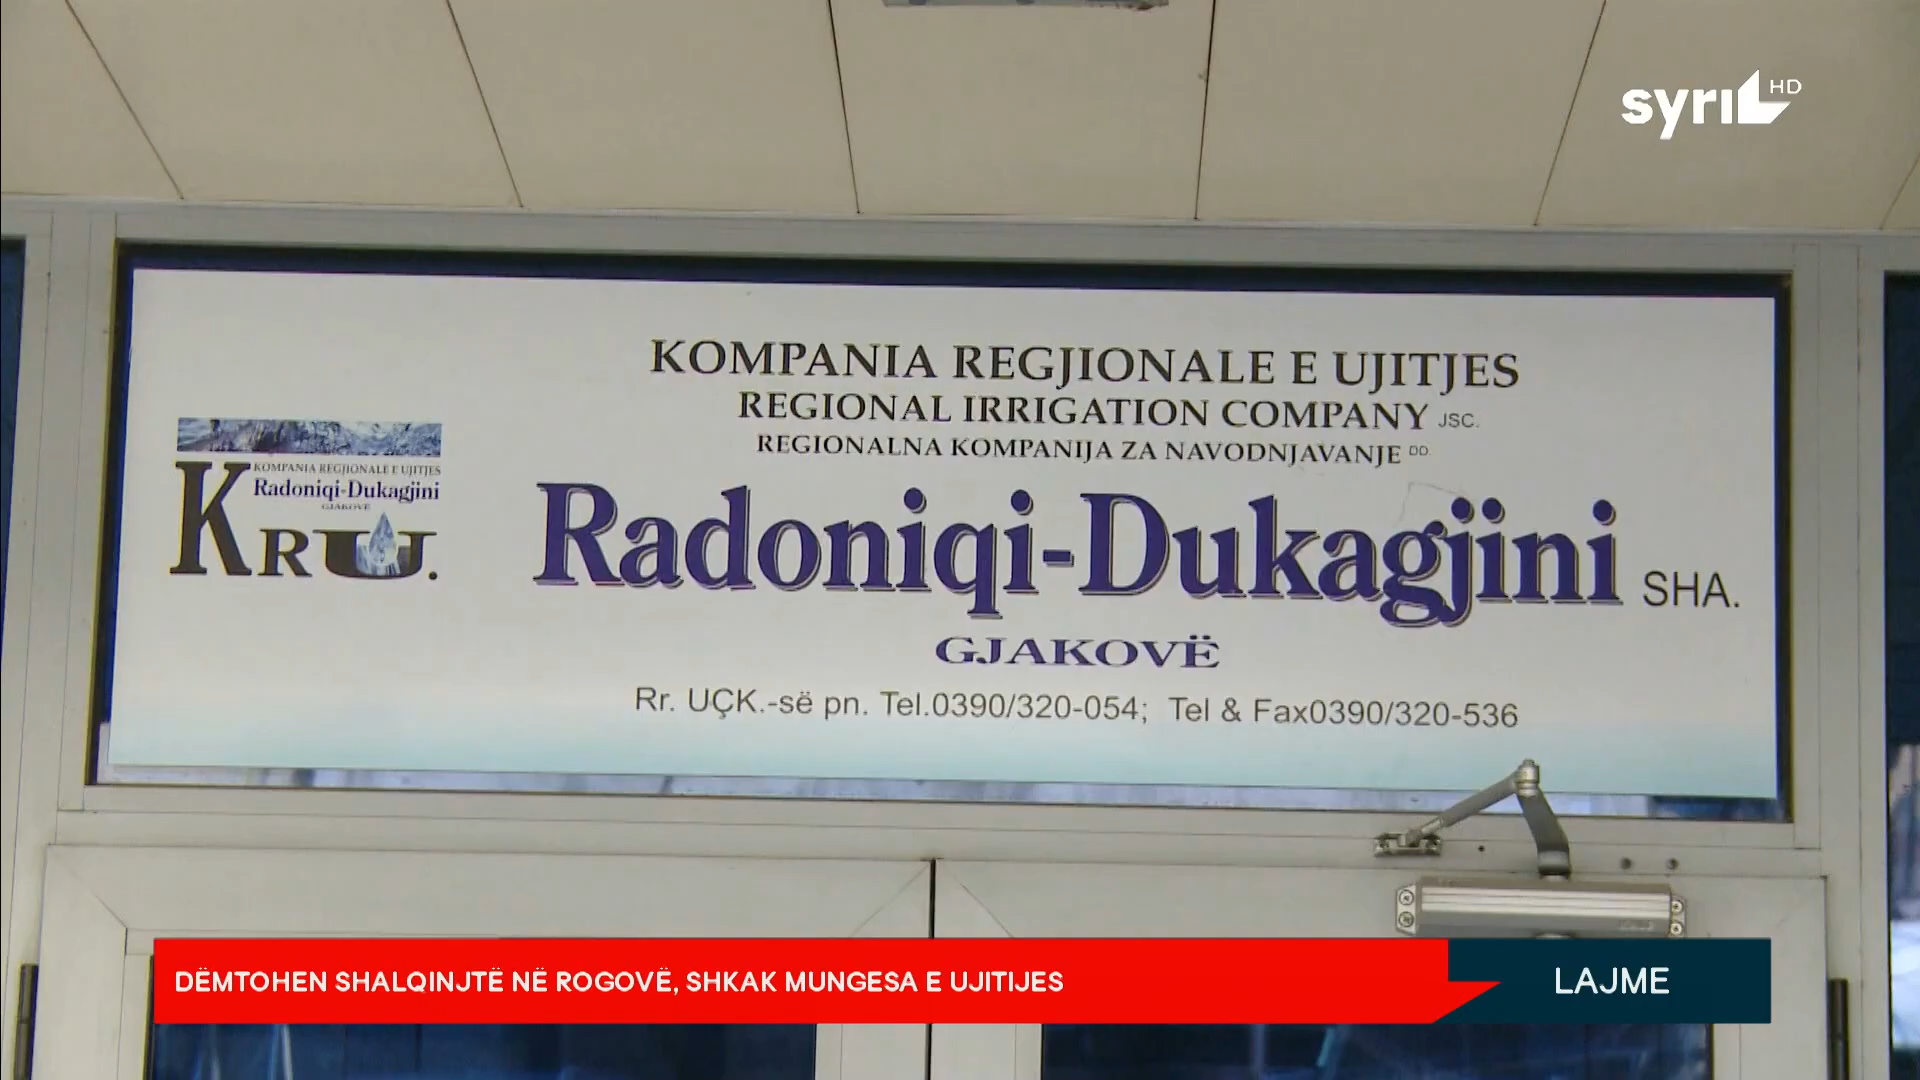 syri HD
KOMPANIA REGJIONALE E UJITJES
REGIONAL IRRIGATION COMPANY JSC.
REGIONALNA KOMPANIJA ZA NAVODNJAVANJE DD.
KOMPANIA REGJIONALE E UJITJES
Radoniqi-Dukagjini
GJAKOVË
KRU.
Radoniqi-Dukagjini SHA.
GJAKOVË
Rr. UÇK.-së pn. Tel.0390/320-054; Tel & Fax0390/320-536
DËMTOHEN SHALQINJTË NË ROGOVË, SHKAK MUNGESA E UJITIJES
LAJME